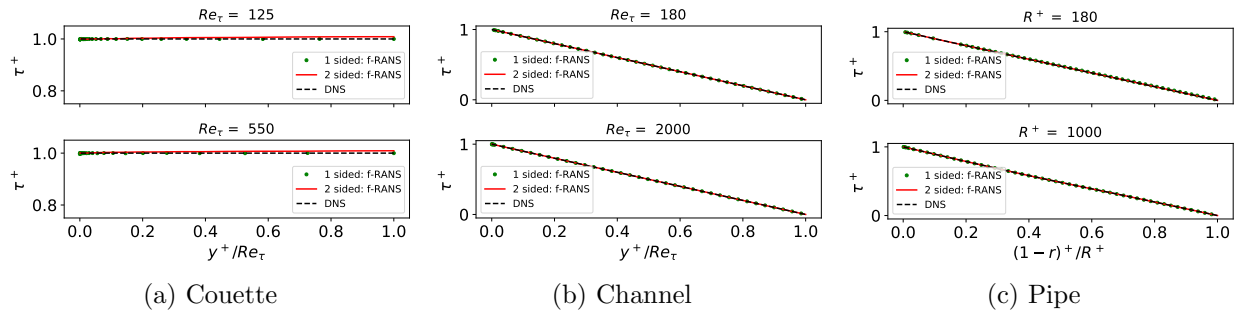 Re_τ = 125
1.0
0.8
τ⁺
1 sided: f-RANS
2 sided: f-RANS
DNS
Re_τ = 550
1.0
0.8
τ⁺
1 sided: f-RANS
2 sided: f-RANS
DNS
0.0 0.2 0.4 0.6 0.8 1.0
y⁺/Re_τ
(a) Couette
Re_τ = 180
1
0
τ⁺
1 sided: f-RANS
2 sided: f-RANS
DNS
Re_τ = 2000
1
0
τ⁺
1 sided: f-RANS
2 sided: f-RANS
DNS
0.0 0.2 0.4 0.6 0.8 1.0
y⁺/Re_τ
(b) Channel
R⁺ = 180
1
0
τ⁺
1 sided: f-RANS
2 sided: f-RANS
DNS
R⁺ = 1000
1
0
τ⁺
1 sided: f-RANS
2 sided: f-RANS
DNS
0.0 0.2 0.4 0.6 0.8 1.0
(1 − r)⁺/R⁺
(c) Pipe